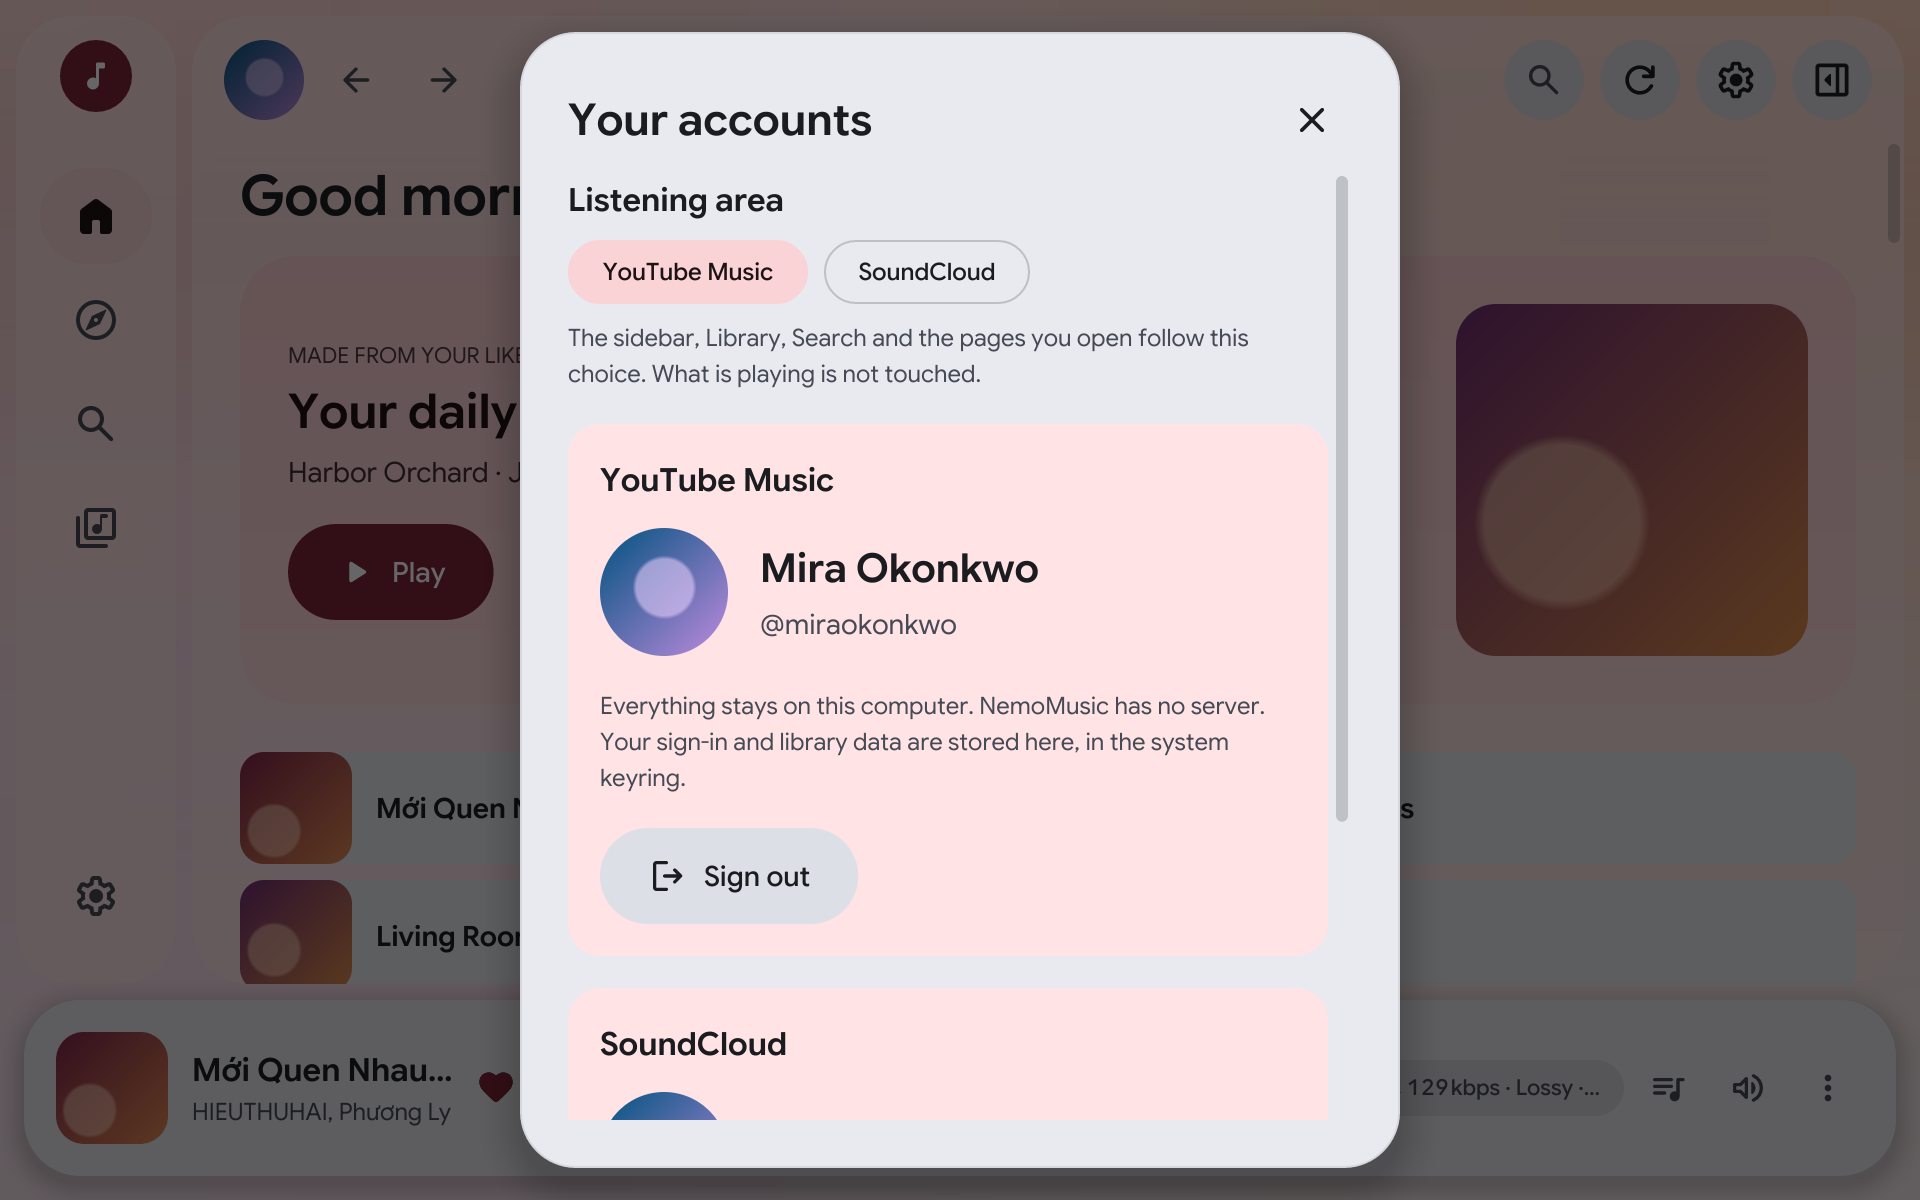 Your accounts
Good morn
Listening area
YouTube Music
SoundCloud
The sidebar, Library, Search and the pages you open follow this
choice. What is playing is not touched.
MADE FROM YOUR LIKE
Your daily
Harbor Orchard · J
Play
YouTube Music
Mira Okonkwo
@miraokonkwo
Everything stays on this computer. NemoMusic has no server.
Your sign-in and library data are stored here, in the system
keyring.
Sign out
Mới Quen N
s
Living Roor
SoundCloud
Mới Quen Nhau...
HIEUTHUHAI, Phương Ly
129kbps · Lossy ·...